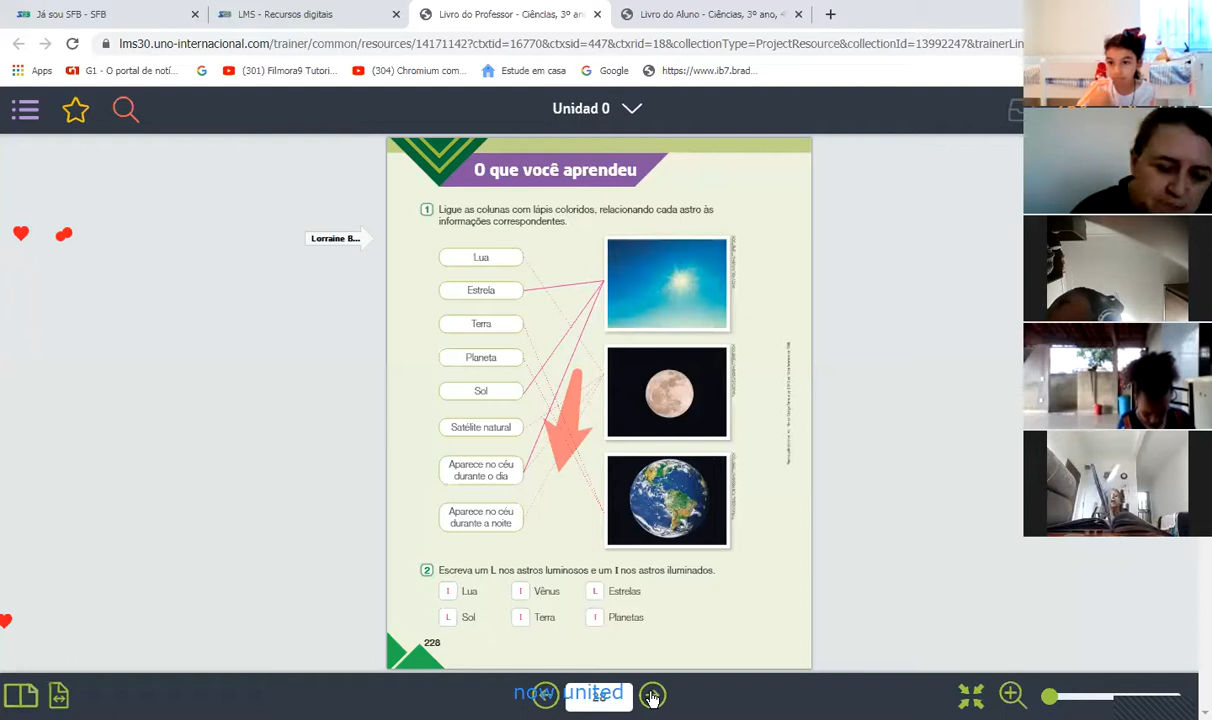 Já sou SFB - SFB
LMS - Recursos digitais
Livro do Professor - Ciências, 3º an
Livro do Aluno - Ciências, 3º ano,
lms30.uno-internacional.com/trainer/common/resources/14171142?ctxtid=16770&ctxsid=447&ctxrid=18&collectionType=ProjectResource&collectionId=13992247&trainerLin
Apps
G1 - O portal de notí...
(301) Filmora9 Tutori...
(304) Chromium com...
Estude em casa
Google
https://www.ib7.brad...
Unidad 0
O que você aprendeu
1 Ligue as colunas com lápis coloridos, relacionando cada astro às
informações correspondentes.
Lorraine B...
Lua
Estrela
Terra
Planeta
Sol
Satélite natural
Aparece no céu
durante o dia
Aparece no céu
durante a noite
2 Escreva um L nos astros luminosos e um I nos astros iluminados.
I Lua I Vênus L Estrelas
L Sol I Terra I Planetas
228
now united